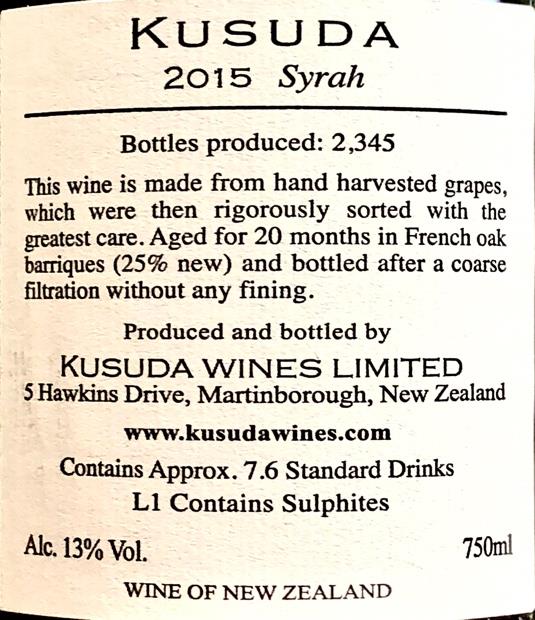 KUSUDA
2015 Syrah
Bottles produced: 2,345
This wine is made from hand harvested grapes,
which were then rigorously sorted with the
greatest care. Aged for 20 months in French oak
barriques (25% new) and bottled after a coarse
filtration without any fining.
Produced and bottled by
KUSUDA WINES LIMITED
5 Hawkins Drive, Martinborough, New Zealand
www.kusudawines.com
Contains Approx. 7.6 Standard Drinks
L1 Contains Sulphites
Alc. 13% Vol. 750ml
WINE OF NEW ZEALAND